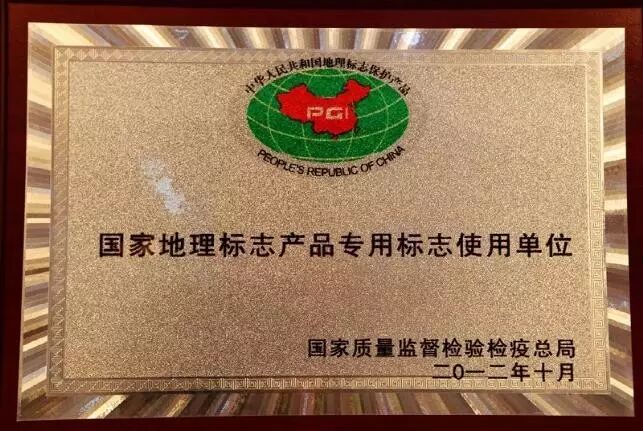 中华人民共和国地理标志保护产品
PGI
PEOPLE'S REPUBLIC OF CHINA
国家地理标志产品专用标志使用单位
国家质量监督检验检疫总局
二〇一二年十月